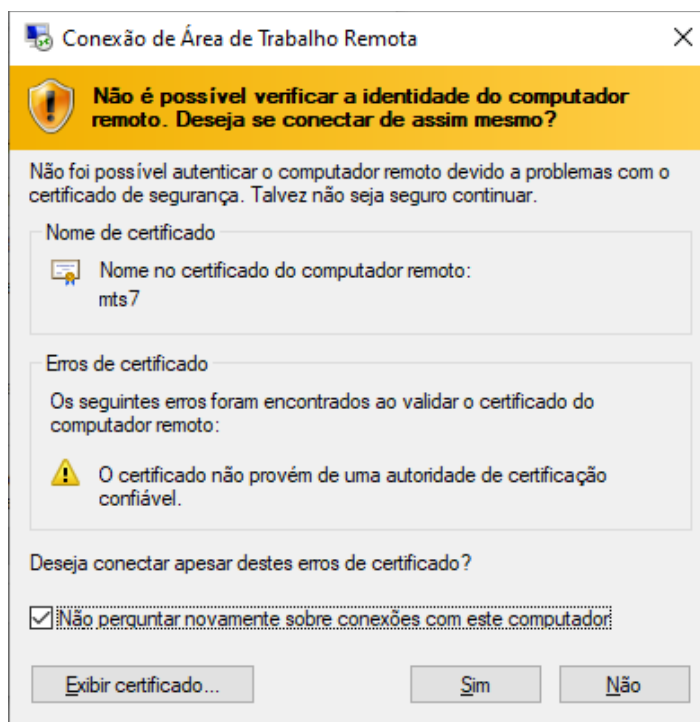 Conexão de Área de Trabalho Remota
Não é possível verificar a identidade do computador
remoto. Deseja se conectar de assim mesmo?
Não foi possível autenticar o computador remoto devido a problemas com o
certificado de segurança. Talvez não seja seguro continuar.
Nome de certificado
Nome no certificado do computador remoto:
mts7
Erros de certificado
Os seguintes erros foram encontrados ao validar o certificado do
computador remoto:
O certificado não provém de uma autoridade de certificação
confiável.
Deseja conectar apesar destes erros de certificado?
Não perguntar novamente sobre conexões com este computador
Exibir certificado...
Sim
Não